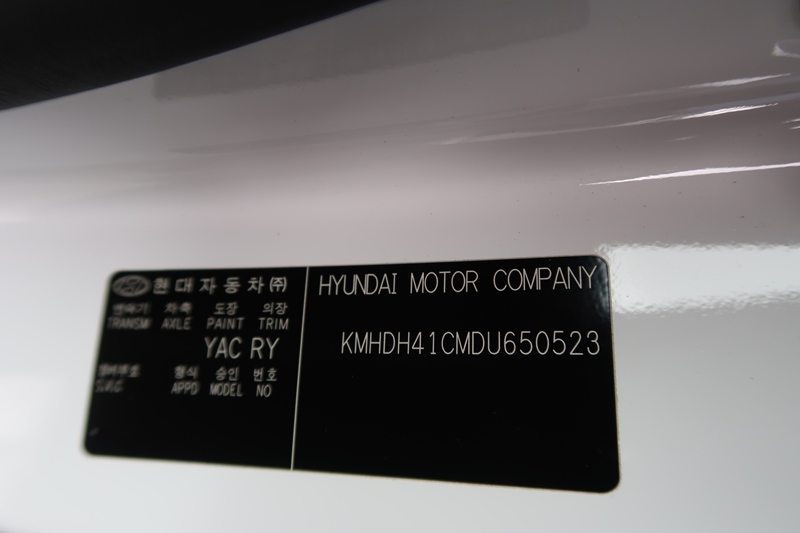 현대자동차㈜
변속기 차축 도장 의장
TRANSMI AXLE PAINT TRIM
YAC RY
형식 승인 번호
S.V.C. APPD MODEL NO
HYUNDAI MOTOR COMPANY
KMHDH41CMDU650523